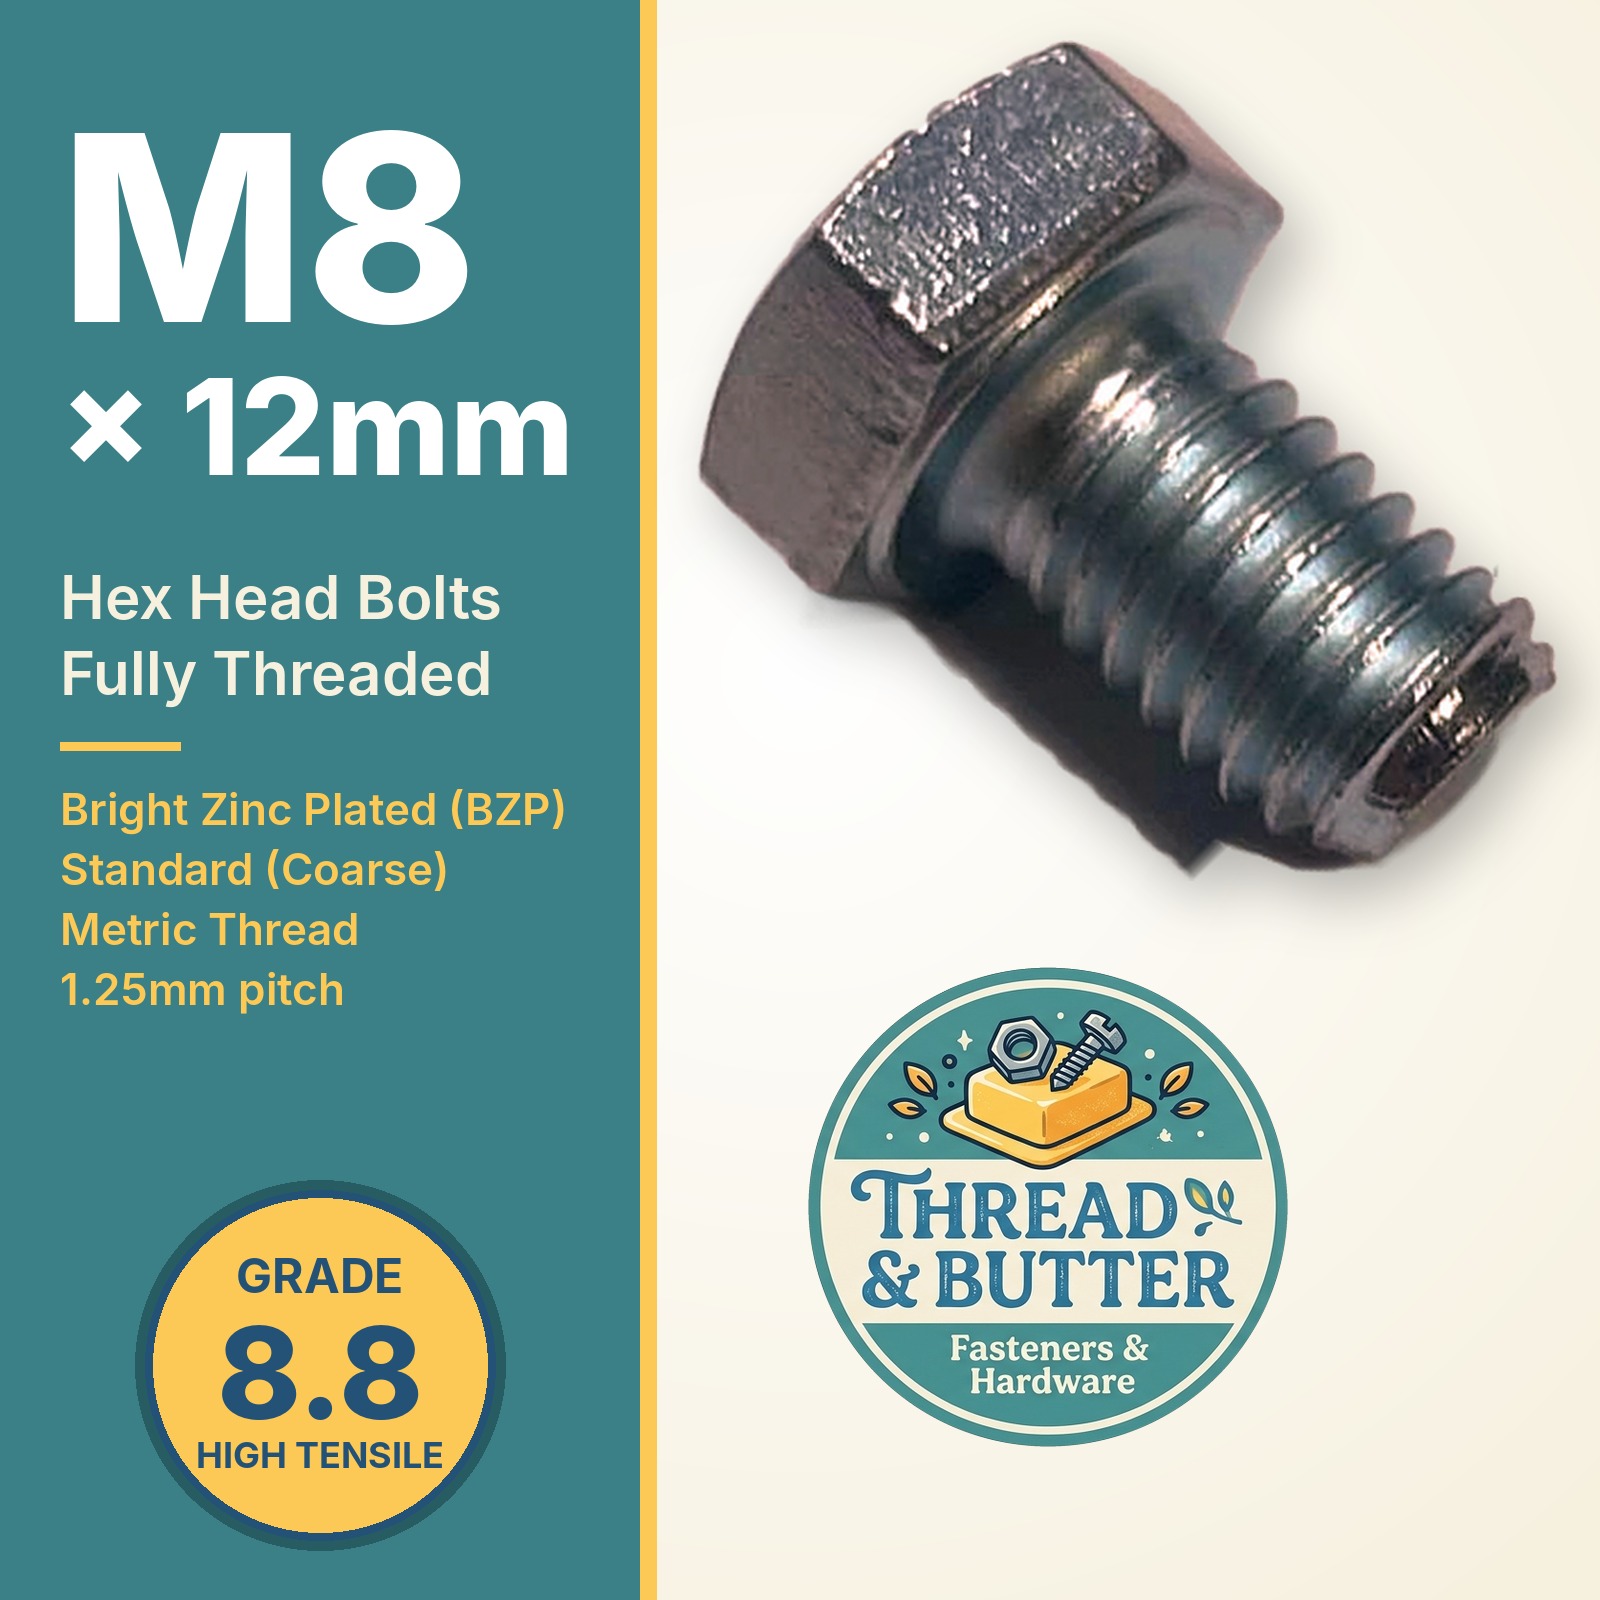 M8
× 12mm
Hex Head Bolts
Fully Threaded
Bright Zinc Plated (BZP)
Standard (Coarse)
Metric Thread
1.25mm pitch
GRADE
8.8
HIGH TENSILE
THREAD
& BUTTER
Fasteners &
Hardware